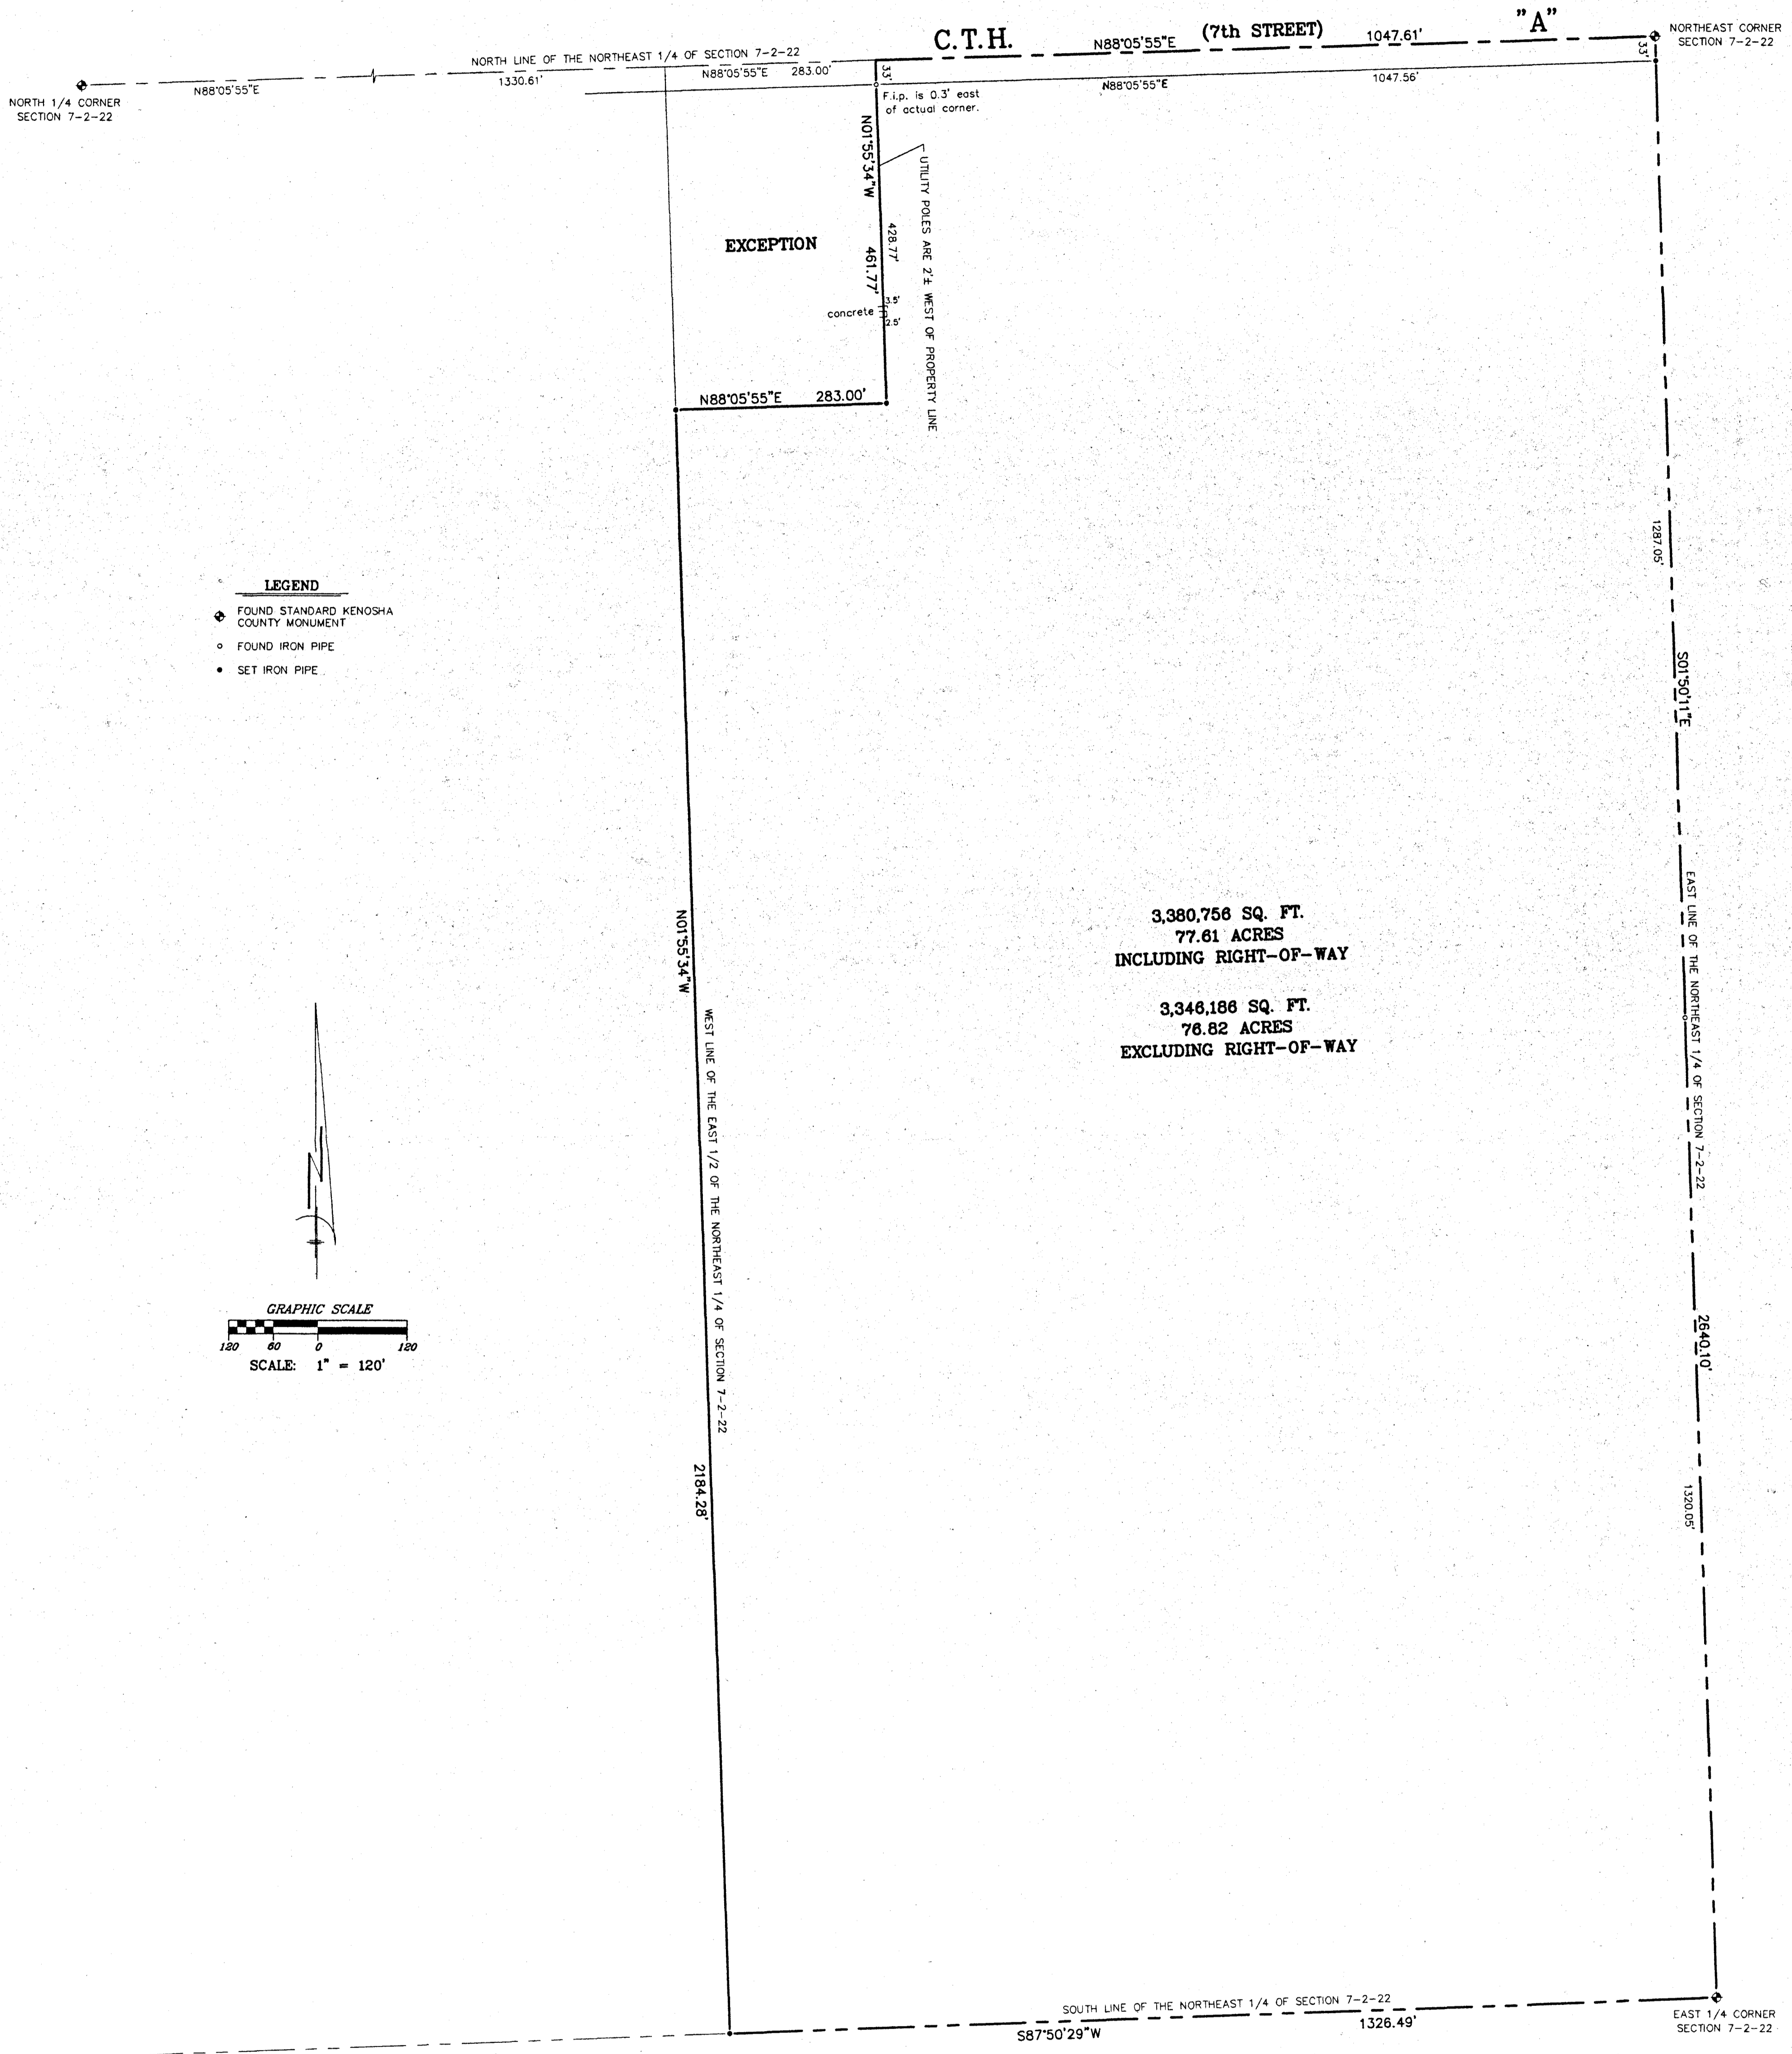 C.T.H. N88°05'55"E (7th STREET) 1047.61' "A"
NORTHEAST CORNER
SECTION 7-2-22
NORTH LINE OF THE NORTHEAST 1/4 OF SECTION 7-2-22
N88°05'55"E 1330.61' N88°05'55"E 283.00' 33' N88°05'55"E 1047.56' 33'
NORTH 1/4 CORNER
SECTION 7-2-22
F.i.p. is 0.3' east
of actual corner.
N01°55'34"W 461.77'
428.77'
UTILITY POLES ARE 2'± WEST OF PROPERTY LINE
EXCEPTION
3.5'
concrete
2.5'
N88°05'55"E 283.00'
1287.05'
LEGEND
FOUND STANDARD KENOSHA
COUNTY MONUMENT
FOUND IRON PIPE
SET IRON PIPE
S01°50'11"E
EAST LINE OF THE NORTHEAST 1/4 OF SECTION 7-2-22
2640.10'
1320.05'
3,380,756 SQ. FT.
77.61 ACRES
INCLUDING RIGHT-OF-WAY
3,346,186 SQ. FT.
76.82 ACRES
EXCLUDING RIGHT-OF-WAY
N01°55'34"W
WEST LINE OF THE EAST 1/2 OF THE NORTHEAST 1/4 OF SECTION 7-2-22
2184.28'
N
GRAPHIC SCALE
120 60 0 120
SCALE: 1" = 120'
SOUTH LINE OF THE NORTHEAST 1/4 OF SECTION 7-2-22
S87°50'29"W 1326.49'
EAST 1/4 CORNER
SECTION 7-2-22